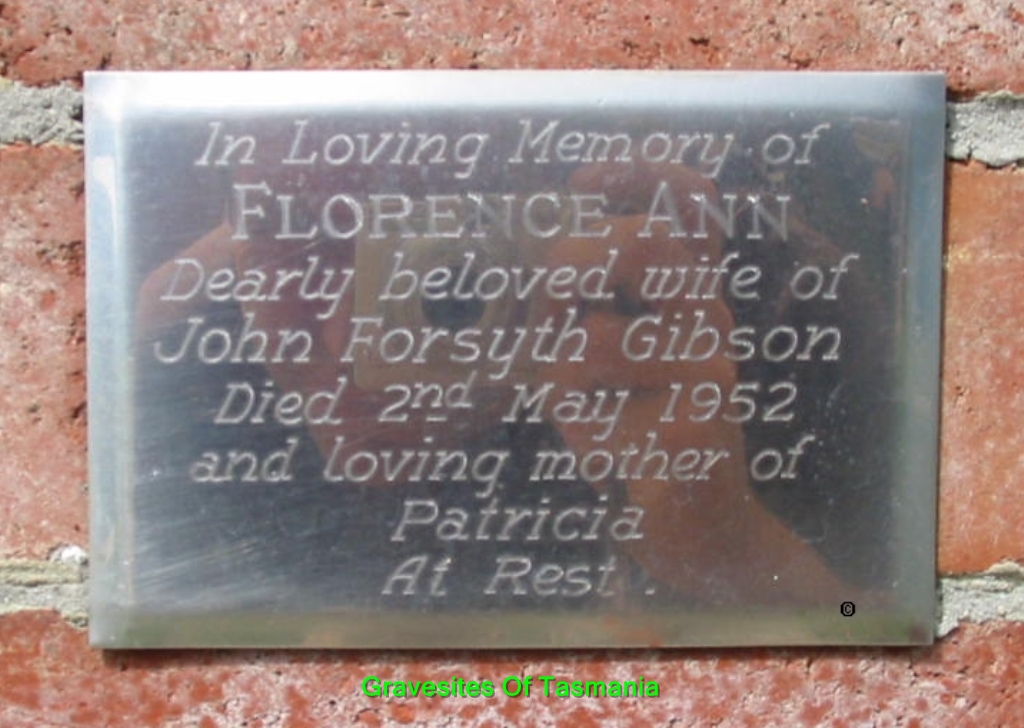 In Loving Memory of
FLORENCE ANN
Dearly beloved wife of
John Forsyth Gibson
Died 2nd May 1952
and loving mother of
Patricia
At Rest.
©
Gravesites Of Tasmania